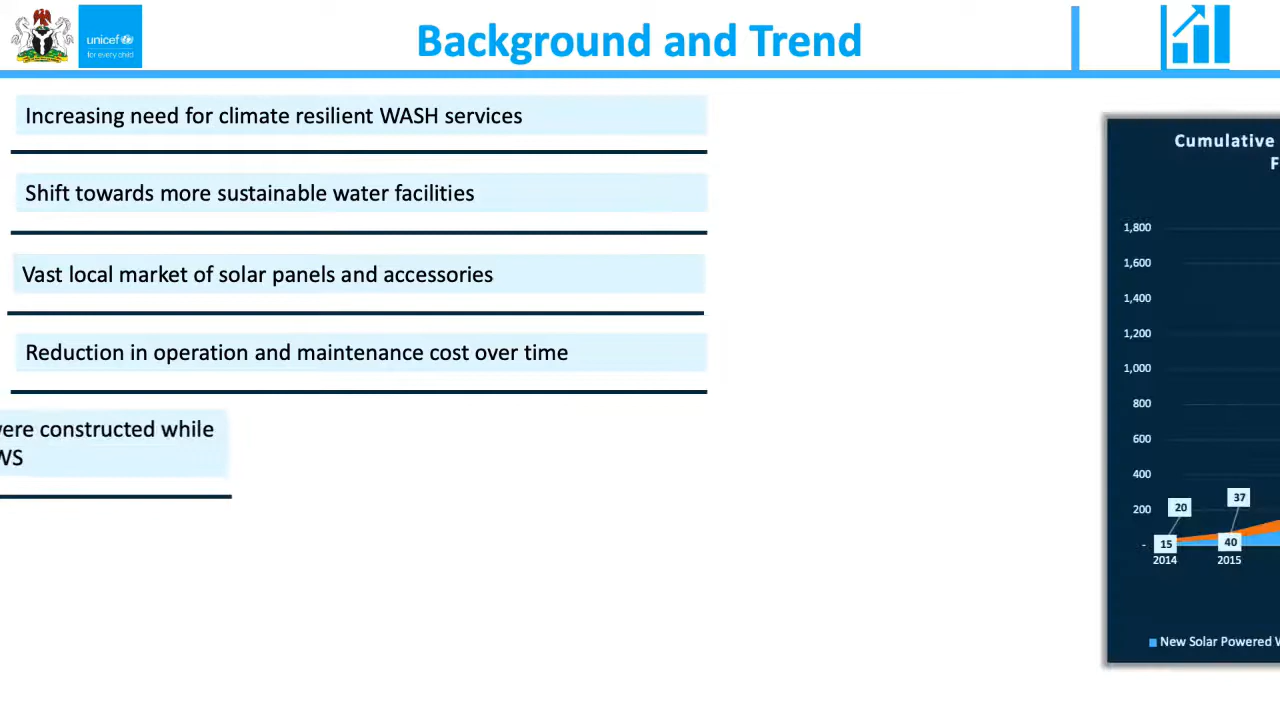 unicef
for every child
Background and Trend
Increasing need for climate resilient WASH services
Shift towards more sustainable water facilities
Vast local market of solar panels and accessories
Reduction in operation and maintenance cost over time
were constructed while
WS
Cumulative
F
1,800
1,600
1,400
1,200
1,000
800
600
400
200
-
20
37
15
40
2014
2015
New Solar Powered W